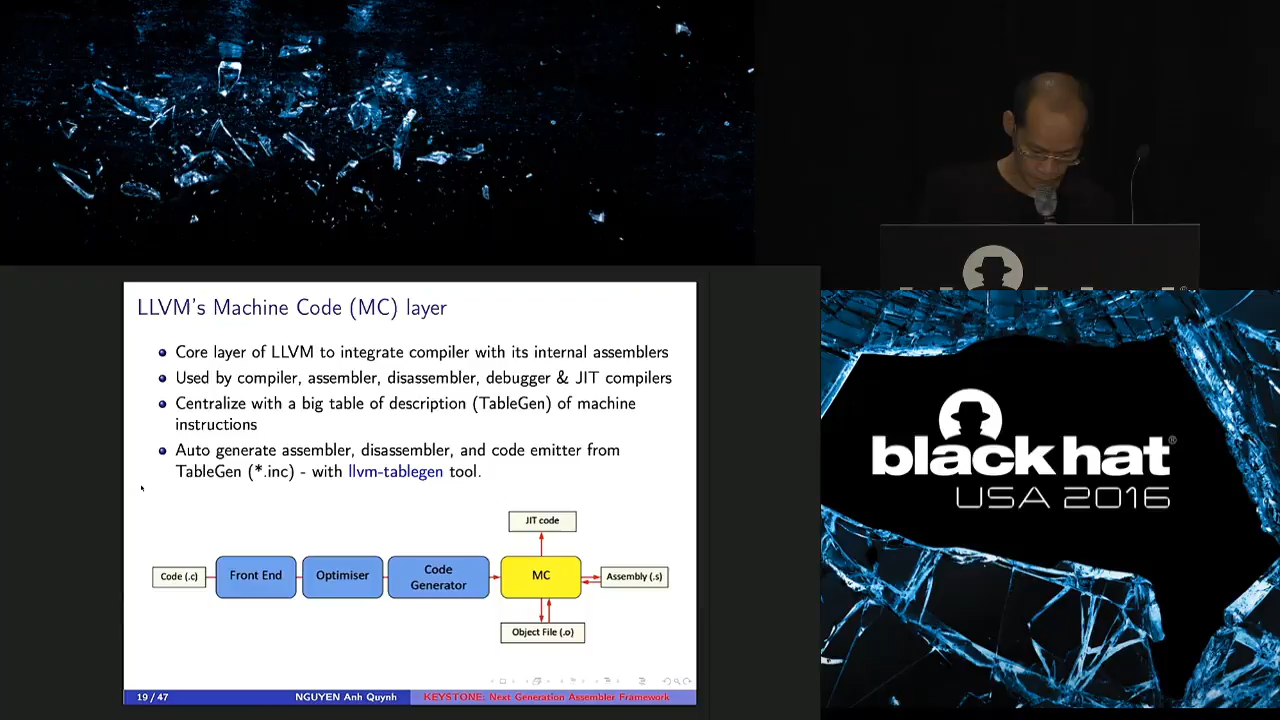 LLVM's Machine Code (MC) layer
Core layer of LLVM to integrate compiler with its internal assemblers
Used by compiler, assembler, disassembler, debugger & JIT compilers
Centralize with a big table of description (TableGen) of machine
instructions
Auto generate assembler, disassembler, and code emitter from
TableGen (*.inc) - with llvm-tablegen tool.
JIT code
Code (.c)
Front End
Optimiser
Code
Generator
MC
Assembly (.s)
Object File (.o)
19 / 47
NGUYEN Anh Quynh
KEYSTONE: Next Generation Assembler Framework
black hat®
USA 2016